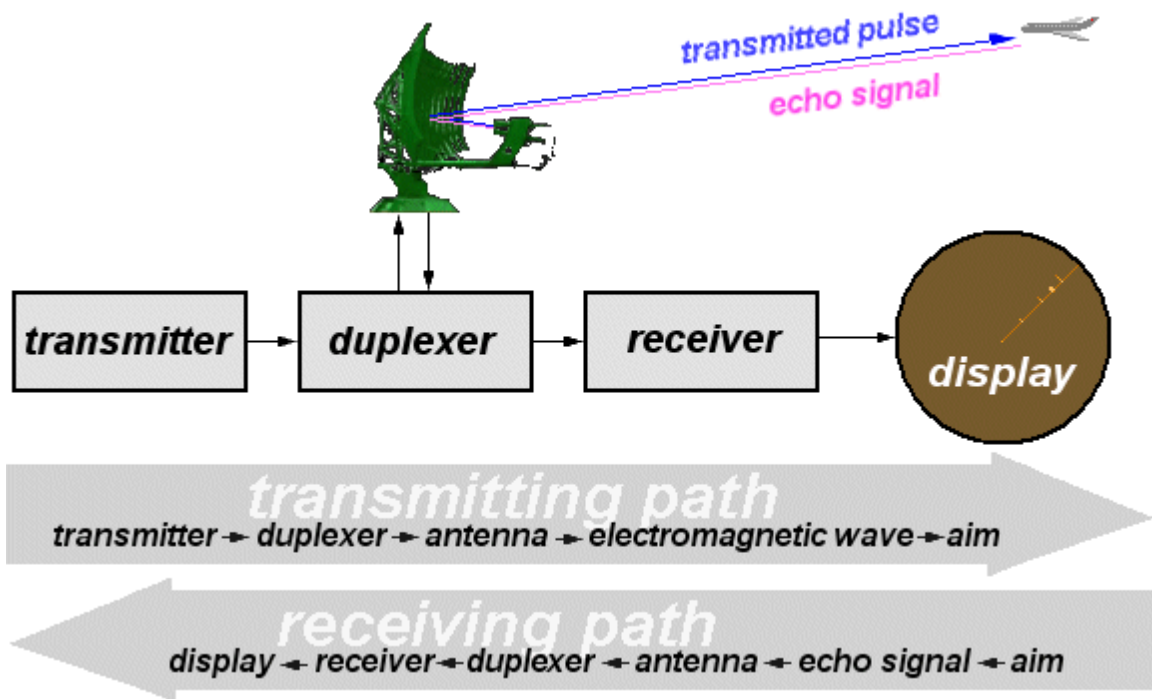 transmitted pulse
echo signal
transmitter
duplexer
receiver
display
transmitting path
transmitter → duplexer → antenna → electromagnetic wave → aim
receiving path
display ← receiver ← duplexer ← antenna ← echo signal ← aim